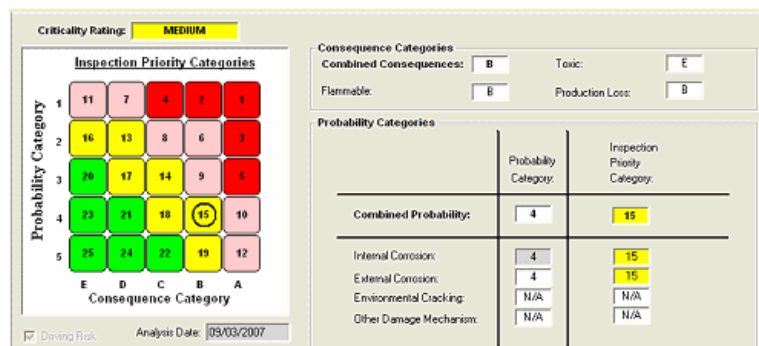 Criticality Rating: MEDIUM
Inspection Priority Categories
Probability Category
1 11 7 4 2 1
2 16 13 8 6 3
3 20 17 14 9 5
4 23 21 18 15 10
5 25 24 22 19 12
E D C B A
Consequence Category
Driving Risk Analysis Date: 09/03/2007
Consequence Categories
Combined Consequences: B Toxic: E
Flammable: B Production Loss: B
Probability Categories
Probability Category:
Inspection Priority Category:
Combined Probability: 4 15
Internal Corrosion: 4 15
External Corrosion: 4 15
Environmental Cracking: N/A N/A
Other Damage Mechanism: N/A N/A